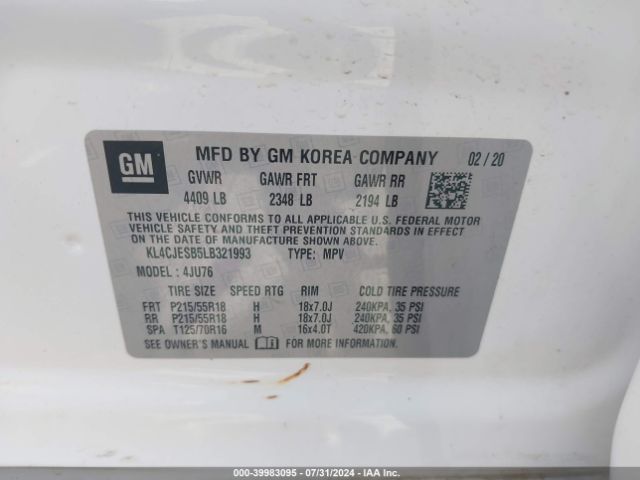 GM
MFD BY GM KOREA COMPANY 02 / 20
GVWR GAWR FRT GAWR RR
4409 LB 2348 LB 2194 LB
THIS VEHICLE CONFORMS TO ALL APPLICABLE U.S. FEDERAL MOTOR
VEHICLE SAFETY AND THEFT PREVENTION STANDARDS IN EFFECT ON
THE DATE OF MANUFACTURE SHOWN ABOVE.
KL4CJESB5LB321993 TYPE: MPV
MODEL : 4JU76
TIRE SIZE SPEED RTG RIM COLD TIRE PRESSURE
FRT P215/55R18 H 18x7.0J 240KPA, 35 PSI
RR P215/55R18 H 18x7.0J 240KPA, 35 PSI
SPA T125/70R16 M 16x4.0T 420KPA, 60 PSI
SEE OWNER'S MANUAL FOR MORE INFORMATION.
000-39983095 - 07/31/2024 - IAA Inc.